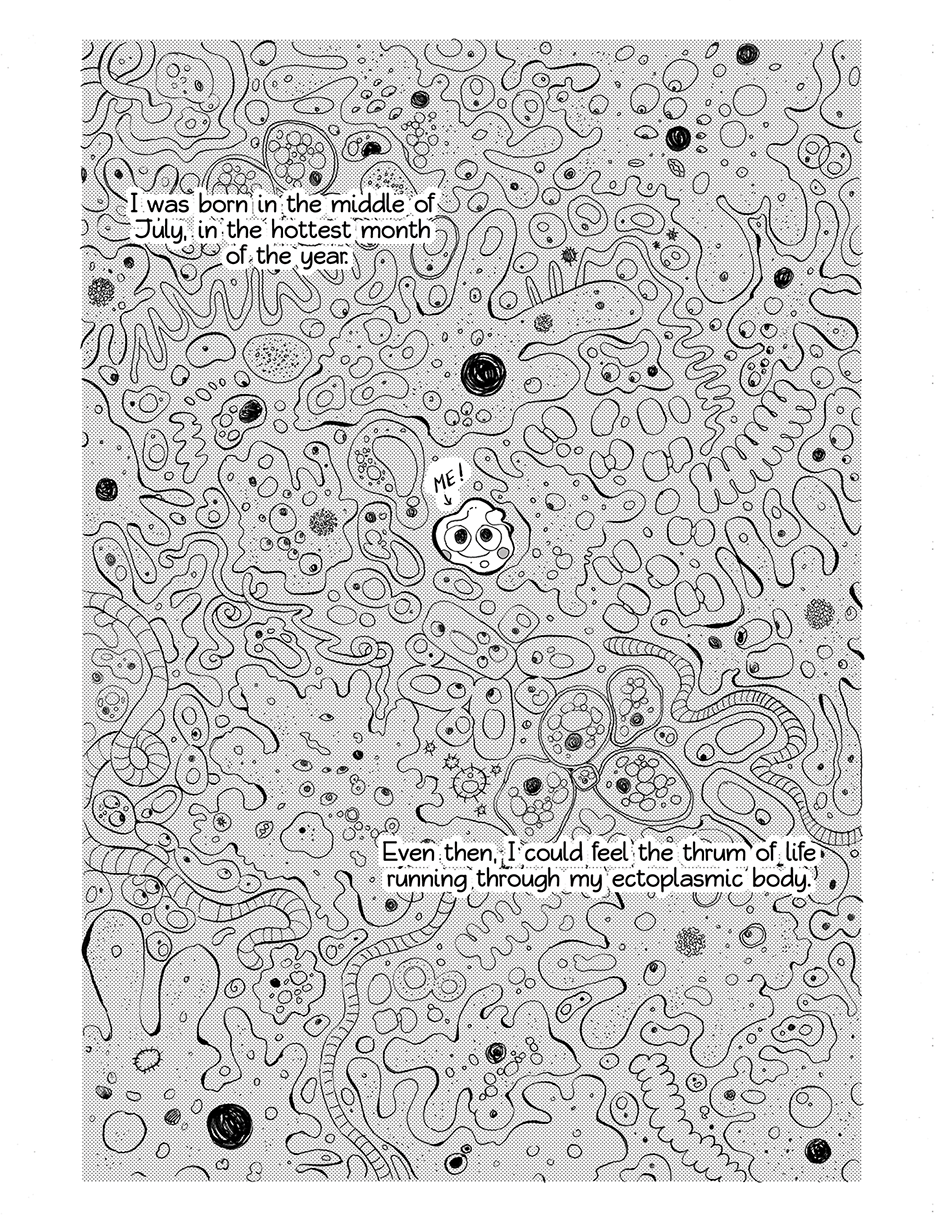 I was born in the middle of
July, in the hottest month
of the year.
ME!
Even then, I could feel the thrum of life
running through my ectoplasmic body.